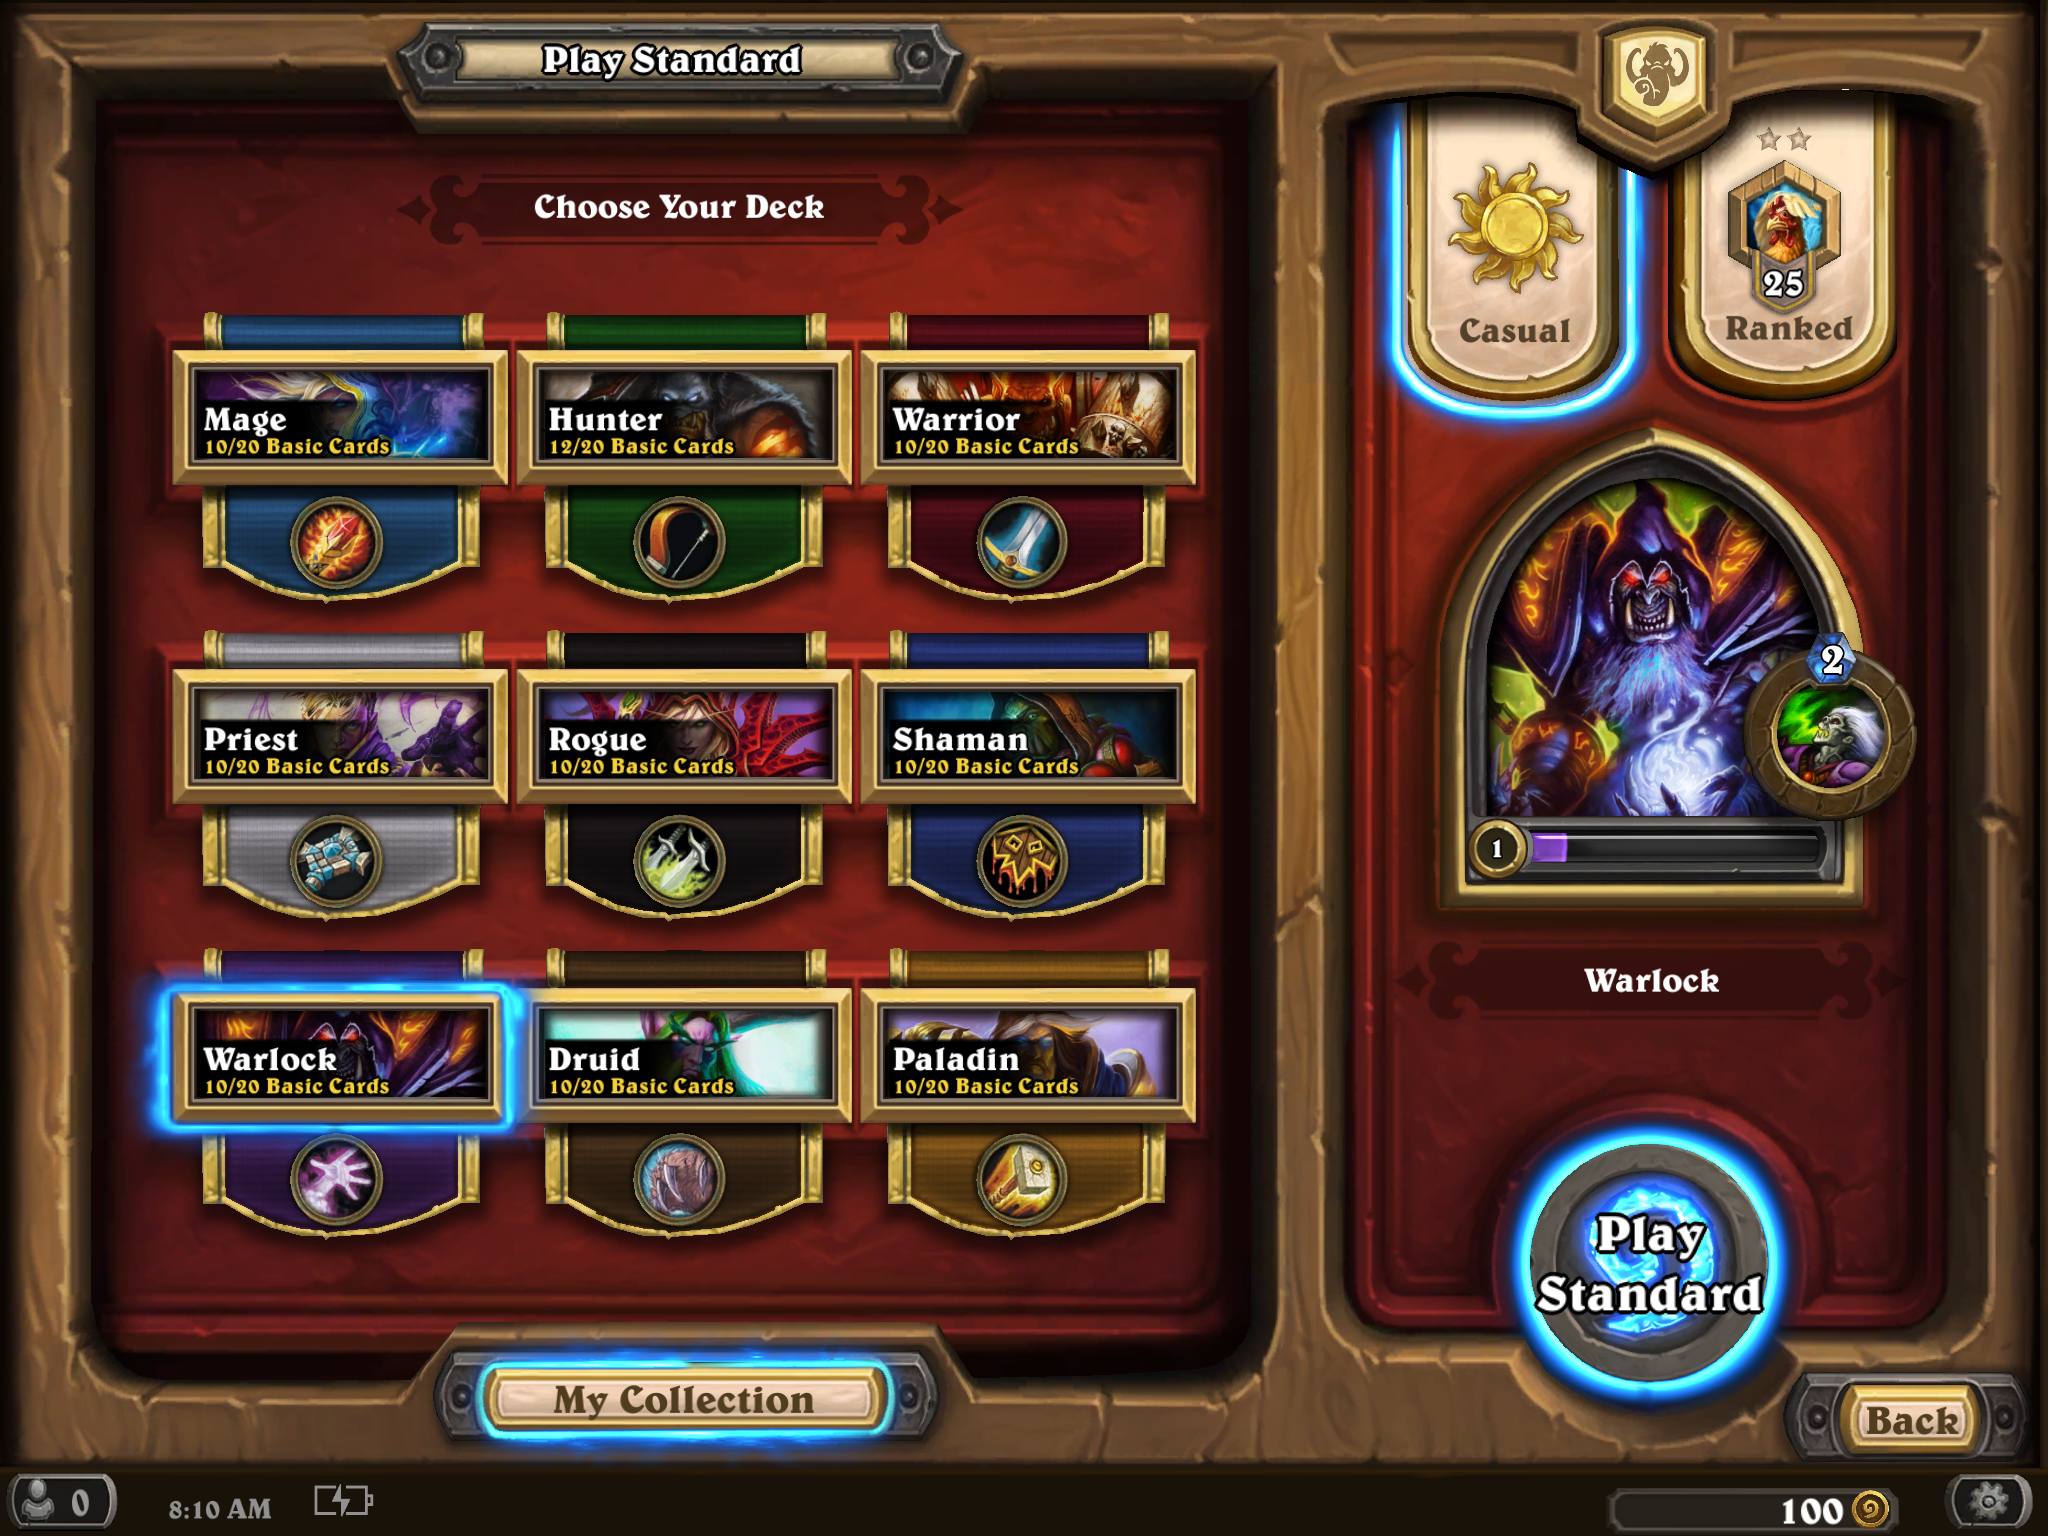 Play Standard
Choose Your Deck
Mage
10/20 Basic Cards
Hunter
12/20 Basic Cards
Warrior
10/20 Basic Cards
Priest
10/20 Basic Cards
Rogue
10/20 Basic Cards
Shaman
10/20 Basic Cards
Warlock
10/20 Basic Cards
Druid
10/20 Basic Cards
Paladin
10/20 Basic Cards
My Collection
Casual
25
Ranked
2
1
Warlock
Play
Standard
Back
0
8:10 AM
100